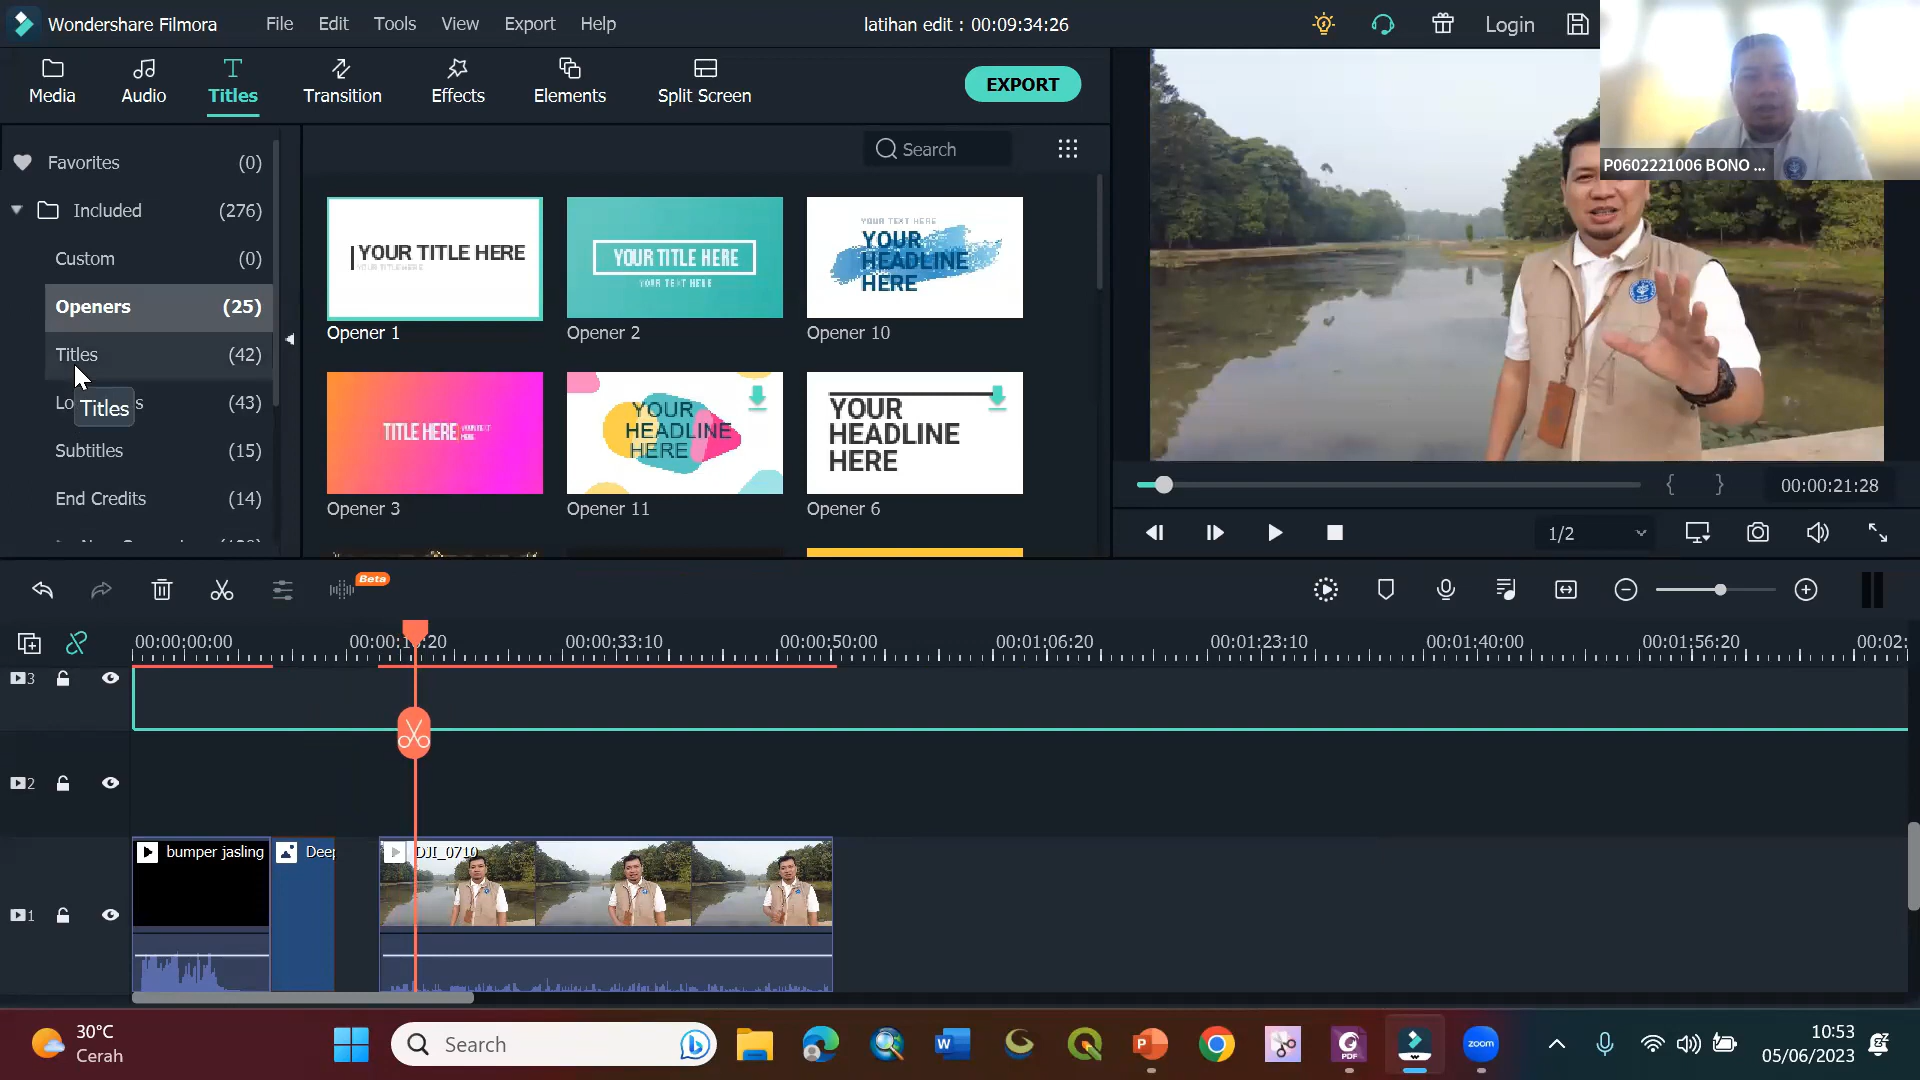 Wondershare Filmora File Edit Tools View Export Help latihan edit : 00:09:34:26 Login
Media Audio Titles Transition Effects Elements Split Screen EXPORT
P0602221006 BONO ...
Favorites (0)
Included (276)
Custom (0)
Openers (25)
Titles (42)
(43)
Titles
Subtitles (15)
End Credits (14)
Search
YOUR TITLE HERE
Opener 1
YOUR TITLE HERE
YOUR TEXT HERE
Opener 2
YOUR TEXT HERE
YOUR
HEADLINE
HERE
Opener 10
TITLE HERE
Opener 3
YOUR
HEADLINE
HERE
Opener 11
YOUR
HEADLINE
HERE
Opener 6
00:00:21:28
1/2
Beta
00:00:00:00 00:00:33:10 00:00:50:00 00:01:06:20 00:01:23:10 00:01:40:00 00:01:56:20 00:02:
3
2
1
bumper jasling
Deep
DJI_0710
30°C
Cerah
Search
W
P
PDF
zoom
10:53
05/06/2023